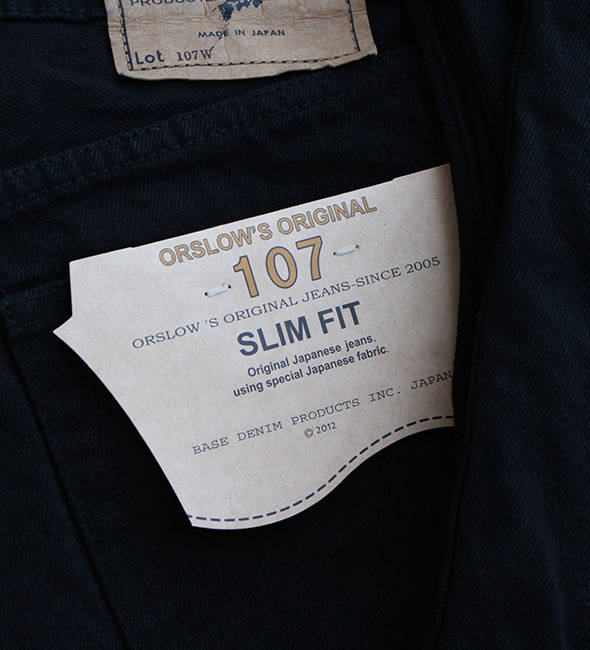 PRODUCT
MADE IN JAPAN
Lot 107W
ORSLOW'S ORIGINAL
107
ORSLOW 'S ORIGINAL JEANS-SINCE 2005
SLIM FIT
Original Japanese jeans,
using special Japanese fabric.
BASE DENIM PRODUCTS INC. JAPAN
© 2012